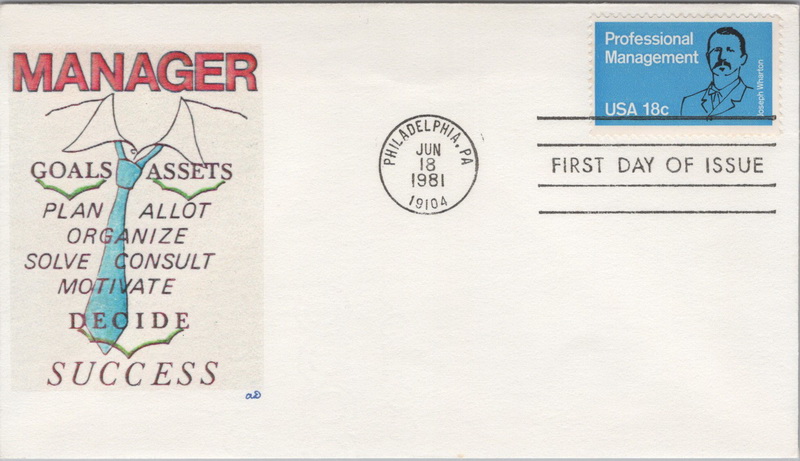 MANAGER
GOALS ASSETS
PLAN ALLOT
ORGANIZE
SOLVE CONSULT
MOTIVATE
DECIDE
SUCCESS
PHILADELPHIA, PA
JUN
18
1981
19104
Professional
Management
USA 18c
Joseph Wharton
FIRST DAY OF ISSUE